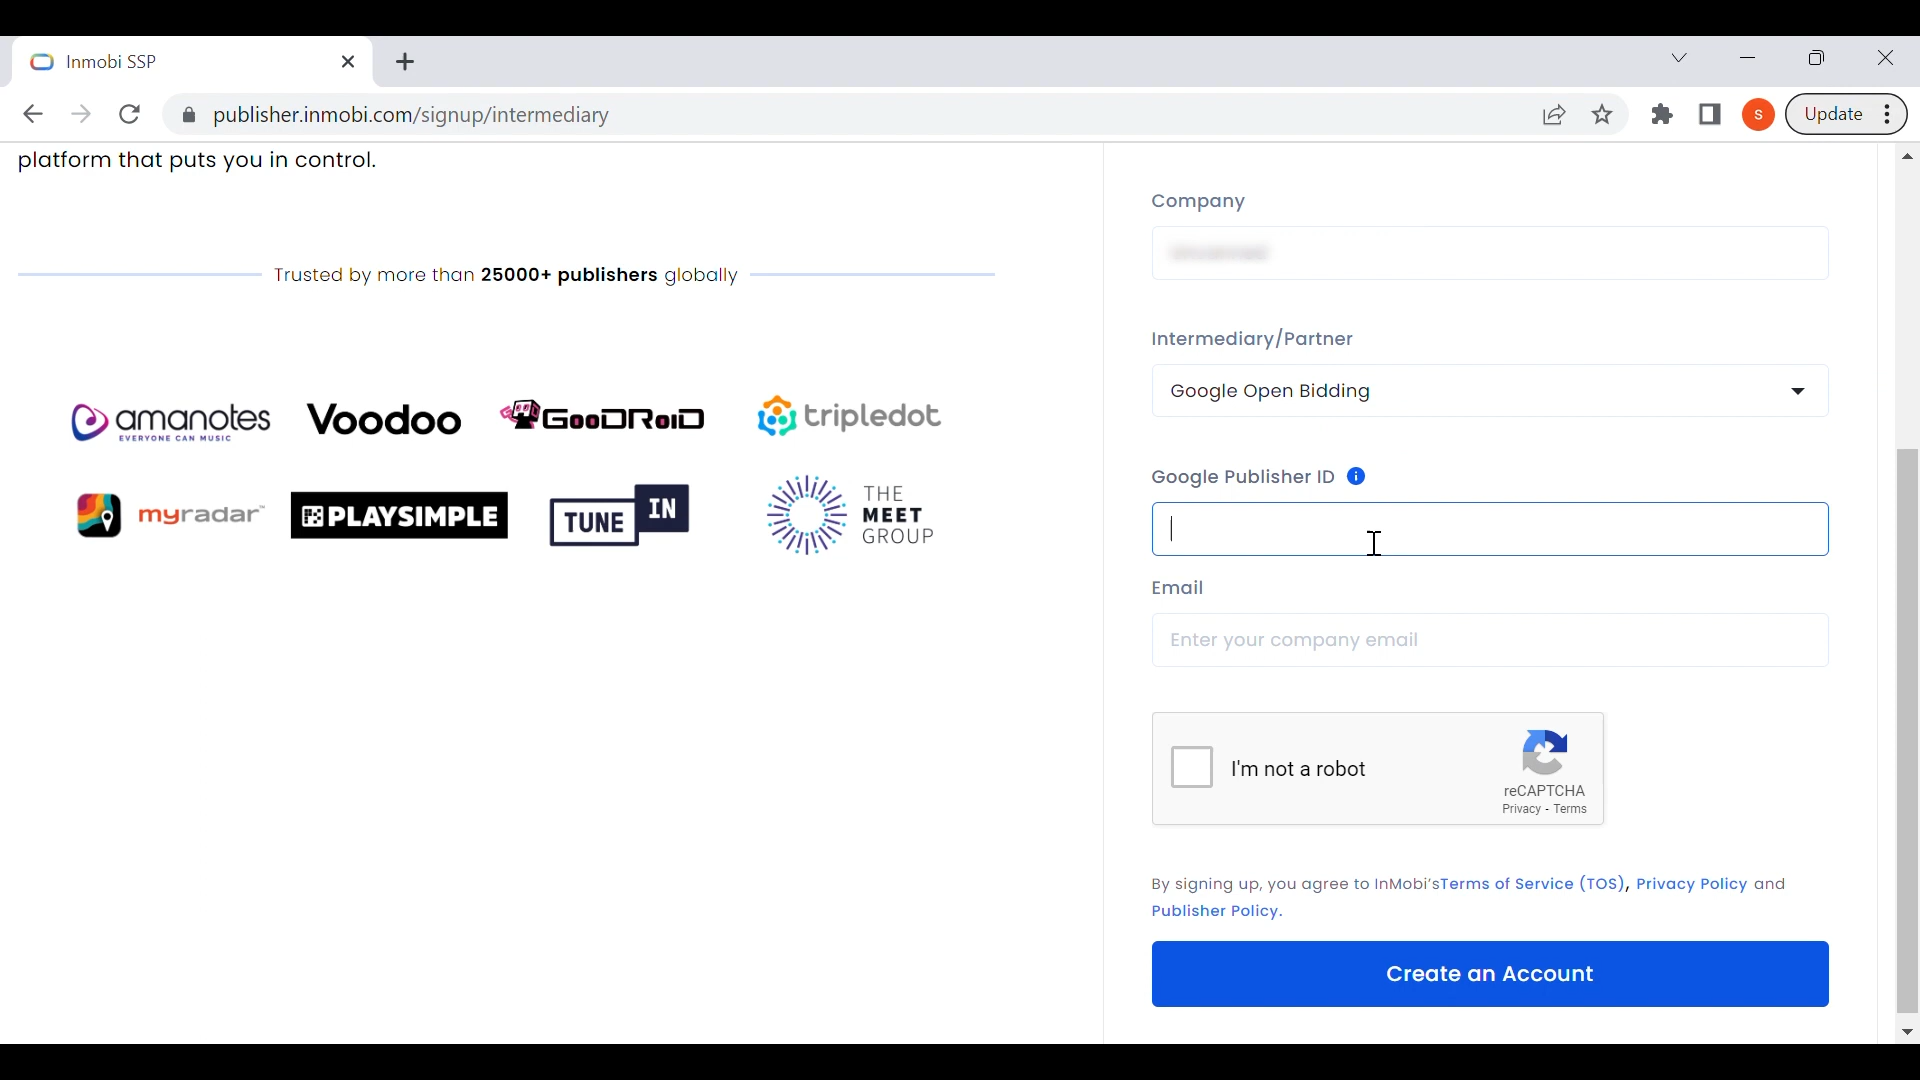 Inmobi SSP
publisher.inmobi.com/signup/intermediary
S
Update
platform that puts you in control.
Trusted by more than 25000+ publishers globally
amanotes
EVERYONE CAN MUSIC
Voodoo
GOODROID
tripledot
myradar
PLAYSIMPLE
TUNE IN
THE
MEET
GROUP
Company
Intermediary/Partner
Google Open Bidding
Google Publisher ID
Email
Enter your company email
I'm not a robot
reCAPTCHA
Privacy - Terms
By signing up, you agree to InMobi'sTerms of Service (TOS), Privacy Policy and
Publisher Policy.
Create an Account